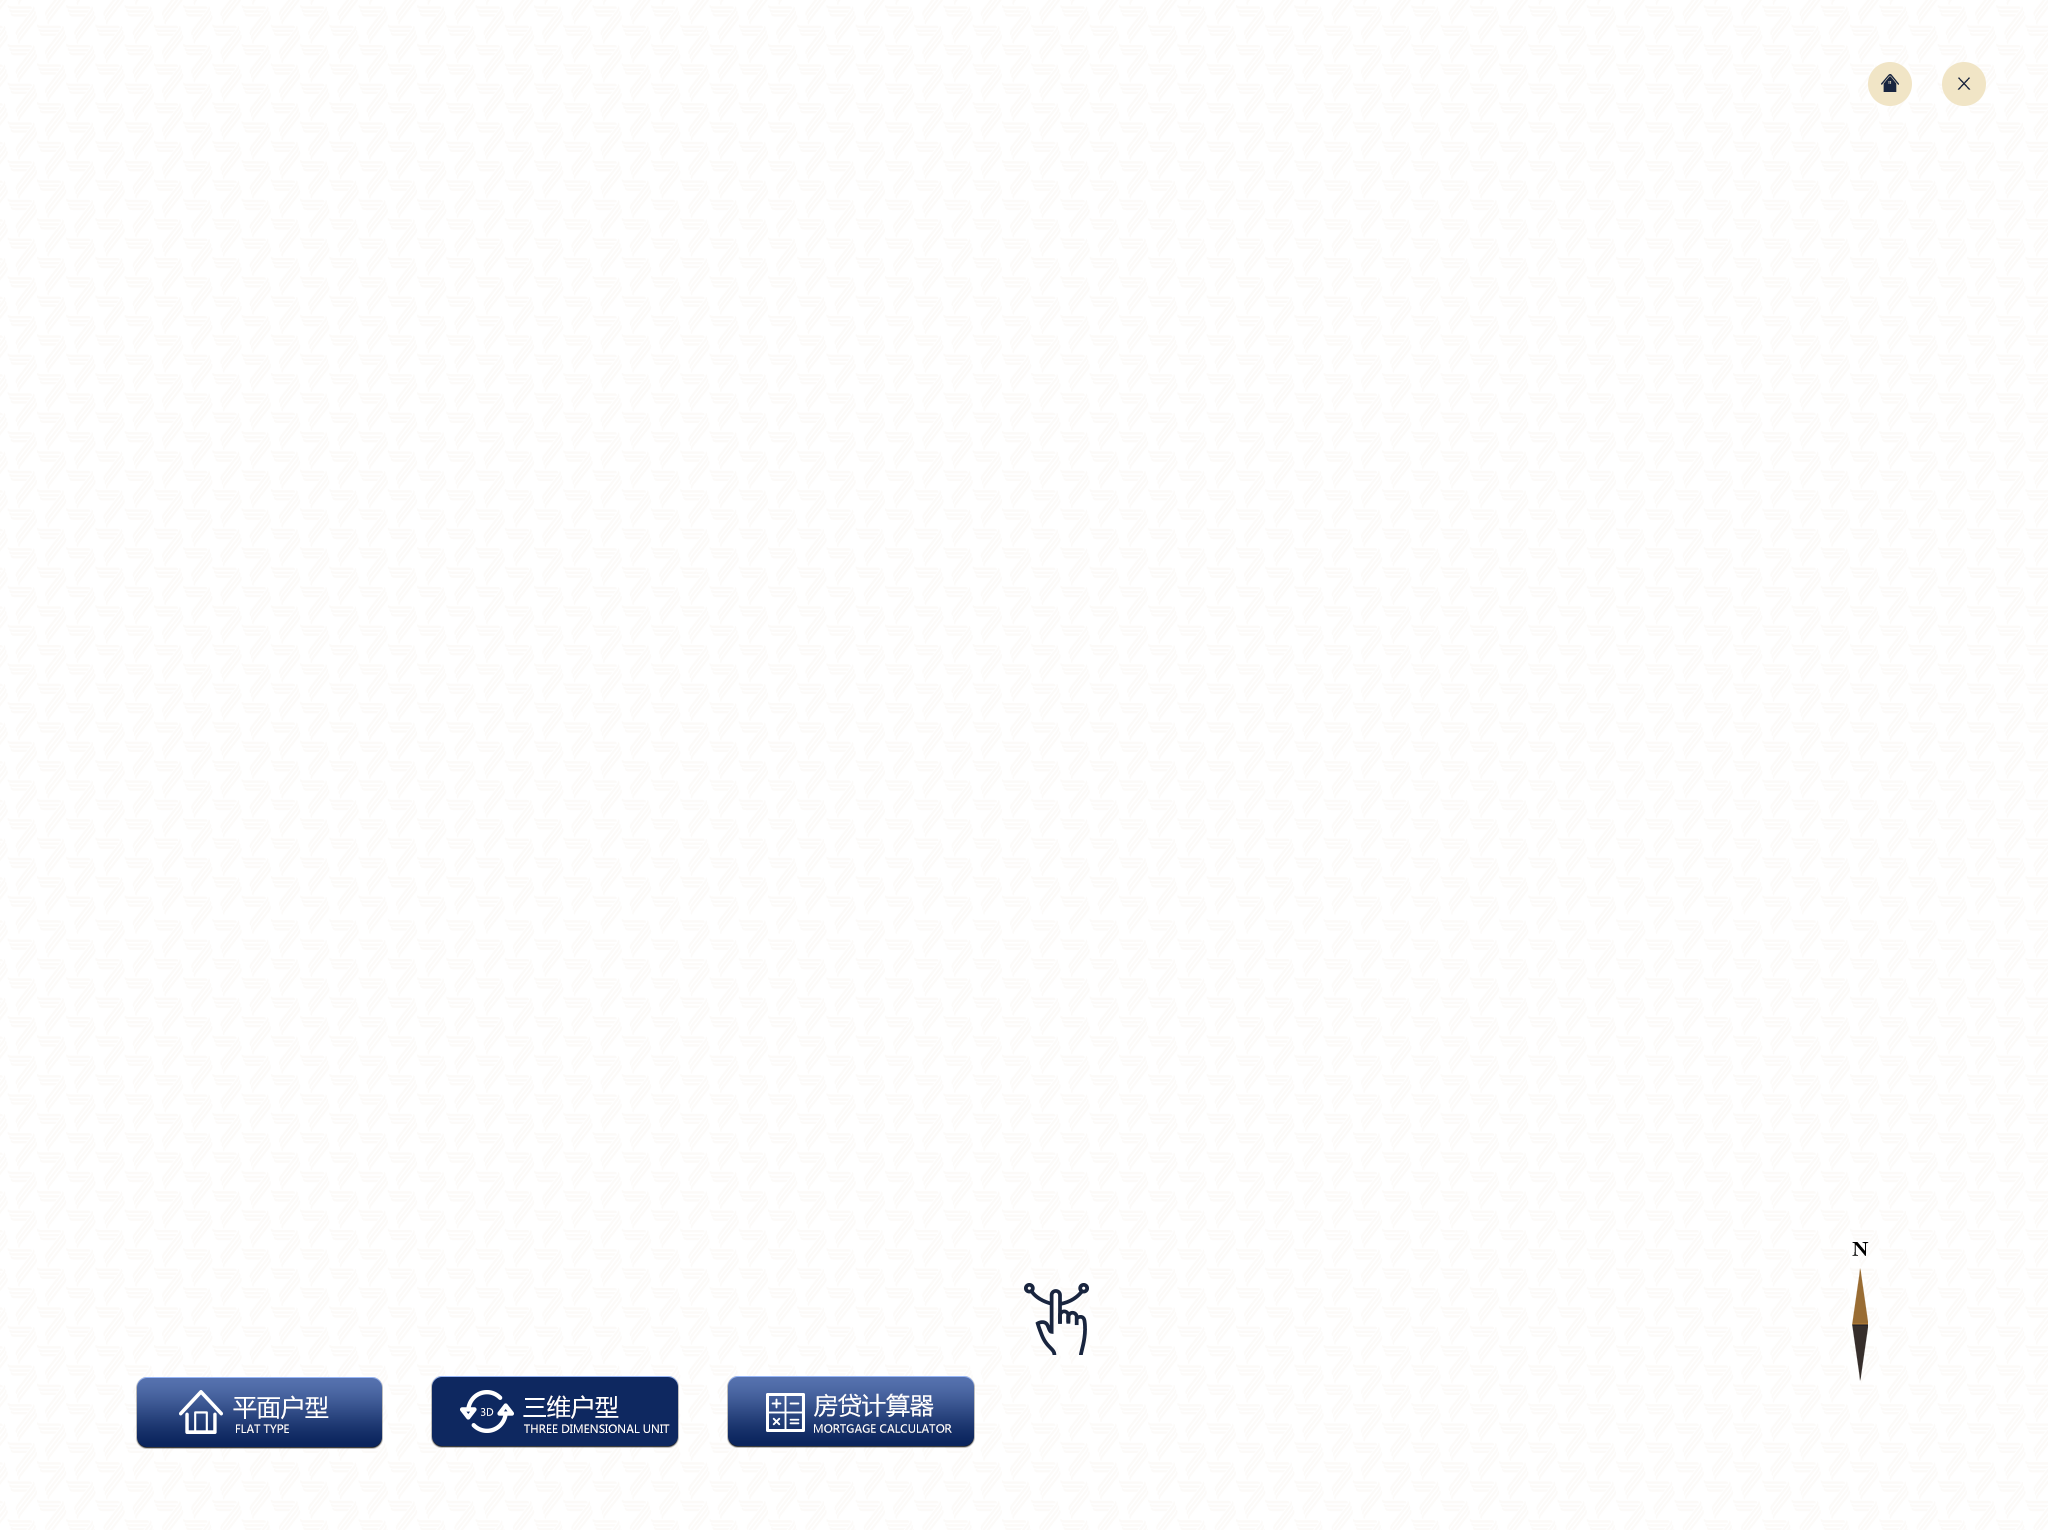 N
平面户型
FLAT TYPE
3D
三维户型
THREE DIMENSIONAL UNIT
房贷计算器
MORTGAGE CALCULATOR